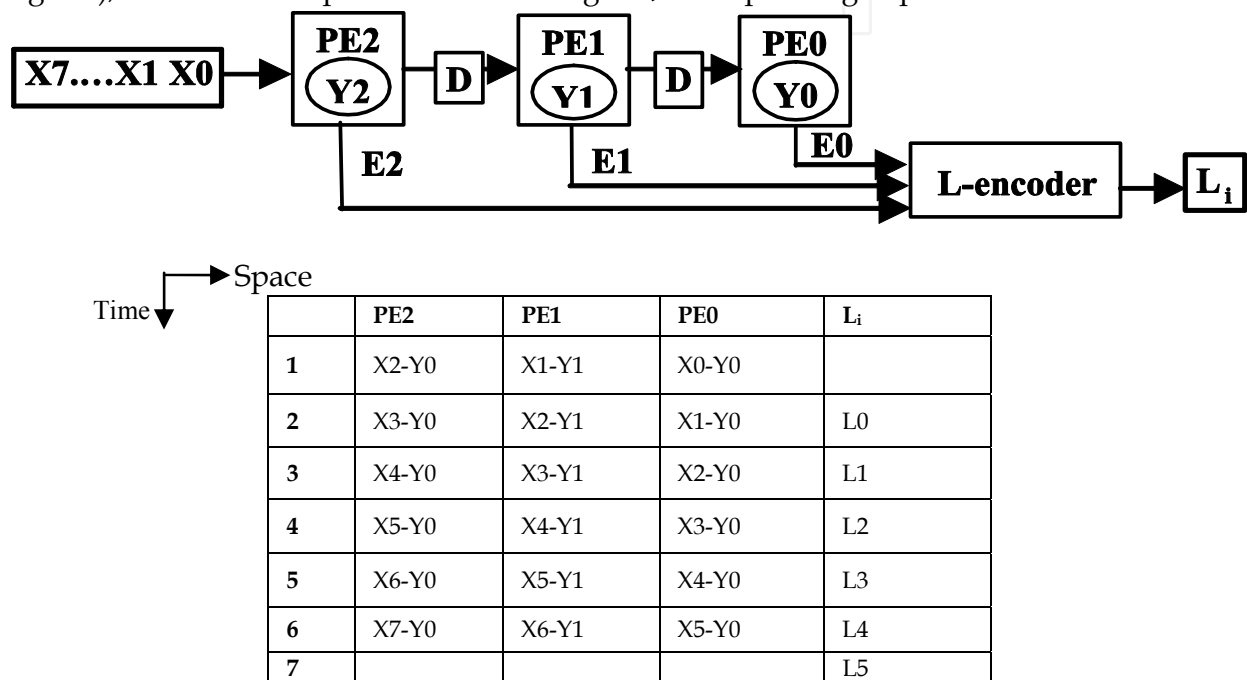 PE2 PE1 PE0
X7....X1 X0 D D
Y2 Y1 Y0
E2 E1 E0
L-encoder Li
Space
Time
PE2 PE1 PE0 Li
1 X2-Y0 X1-Y1 X0-Y0
2 X3-Y0 X2-Y1 X1-Y0 L0
3 X4-Y0 X3-Y1 X2-Y0 L1
4 X5-Y0 X4-Y1 X3-Y0 L2
5 X6-Y0 X5-Y1 X4-Y0 L3
6 X7-Y0 X6-Y1 X5-Y0 L4
7 L5